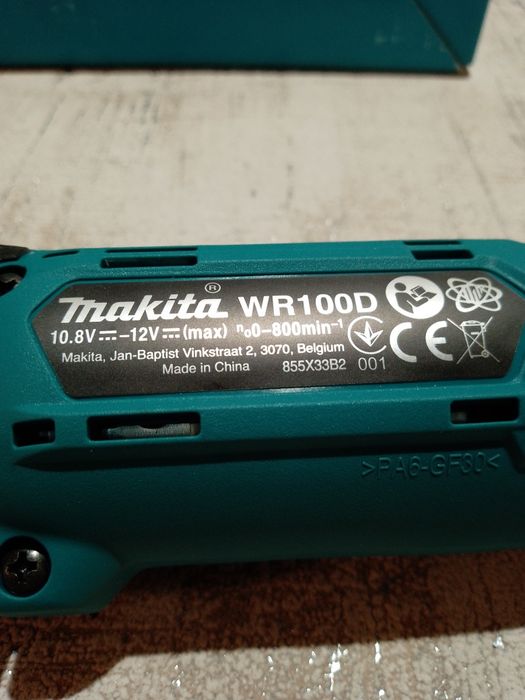 makita® WR100D
10.8V⎓–12V⎓(max) n₀0–800min⁻¹
Makita, Jan-Baptist Vinkstraat 2, 3070, Belgium
Made in China 855X33B2 001
CE
>PA6-GF30<